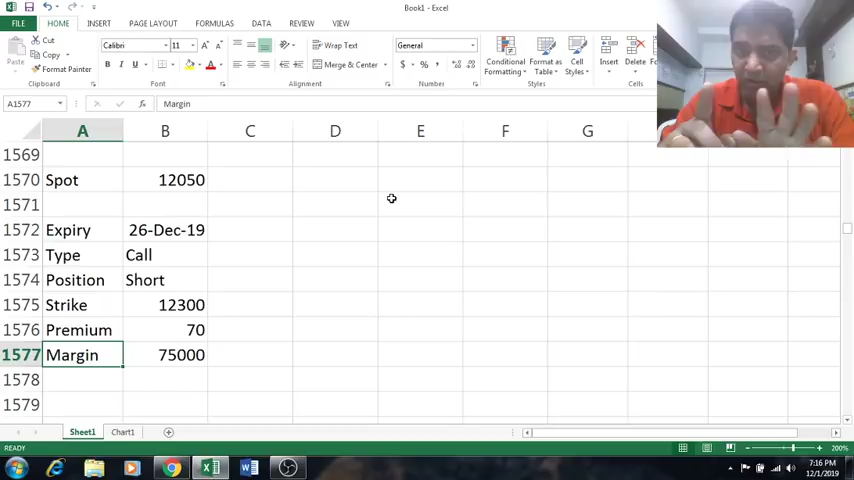 Book1 - Excel
FILE HOME INSERT PAGE LAYOUT FORMULAS DATA REVIEW VIEW
Paste
Cut
Copy
Format Painter
Clipboard
Calibri 11
B I U
Font
Wrap Text
Merge & Center
Alignment
General
$ % ,
Number
Conditional Formatting
Format as Table
Cell Styles
Styles
Insert Delete
A1577 fx Margin
A B C D E F G
1569
1570 Spot 12050
1571
1572 Expiry 26-Dec-19
1573 Type Call
1574 Position Short
1575 Strike 12300
1576 Premium 70
1577 Margin 75000
1578
1579
Sheet1 Chart1
READY 200%
7:16 PM
12/1/2019